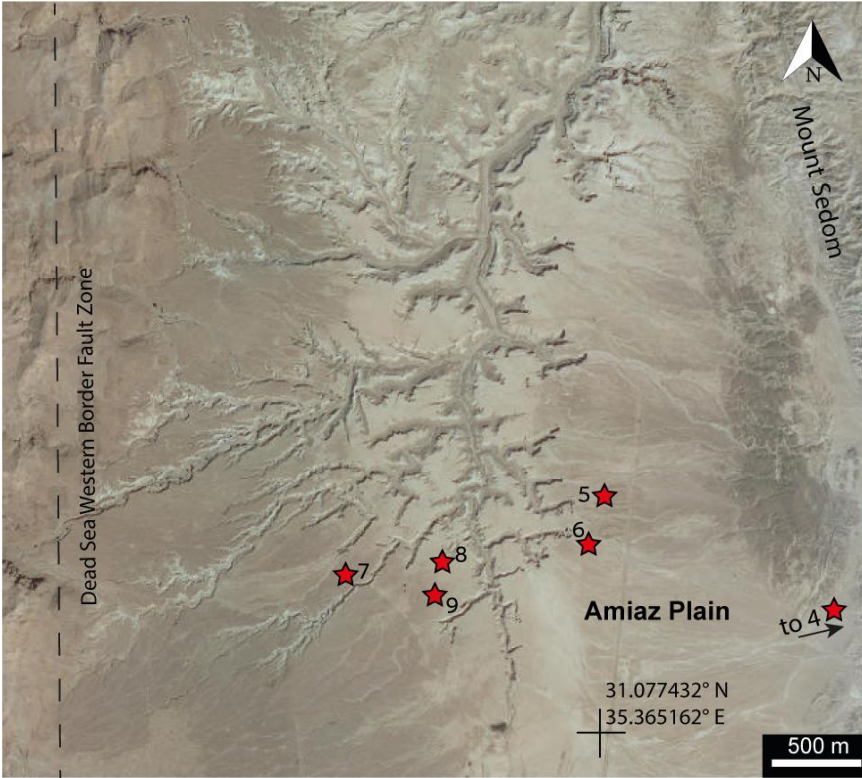 N
Mount Sedom
Dead Sea Western Border Fault Zone
5
6
7
8
9
Amiaz Plain
to 4
31.077432° N
35.365162° E
500 m